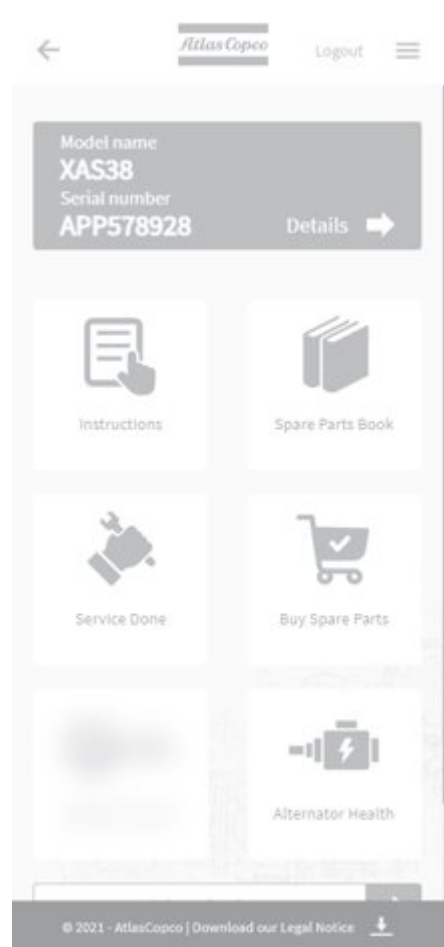 Atlas Copco
Logout
Model name
XAS38
Serial number
APP578928
Details
Instructions
Spare Parts Book
Service Done
Buy Spare Parts
Alternator Health
© 2021 - AtlasCopco | Download our Legal Notice